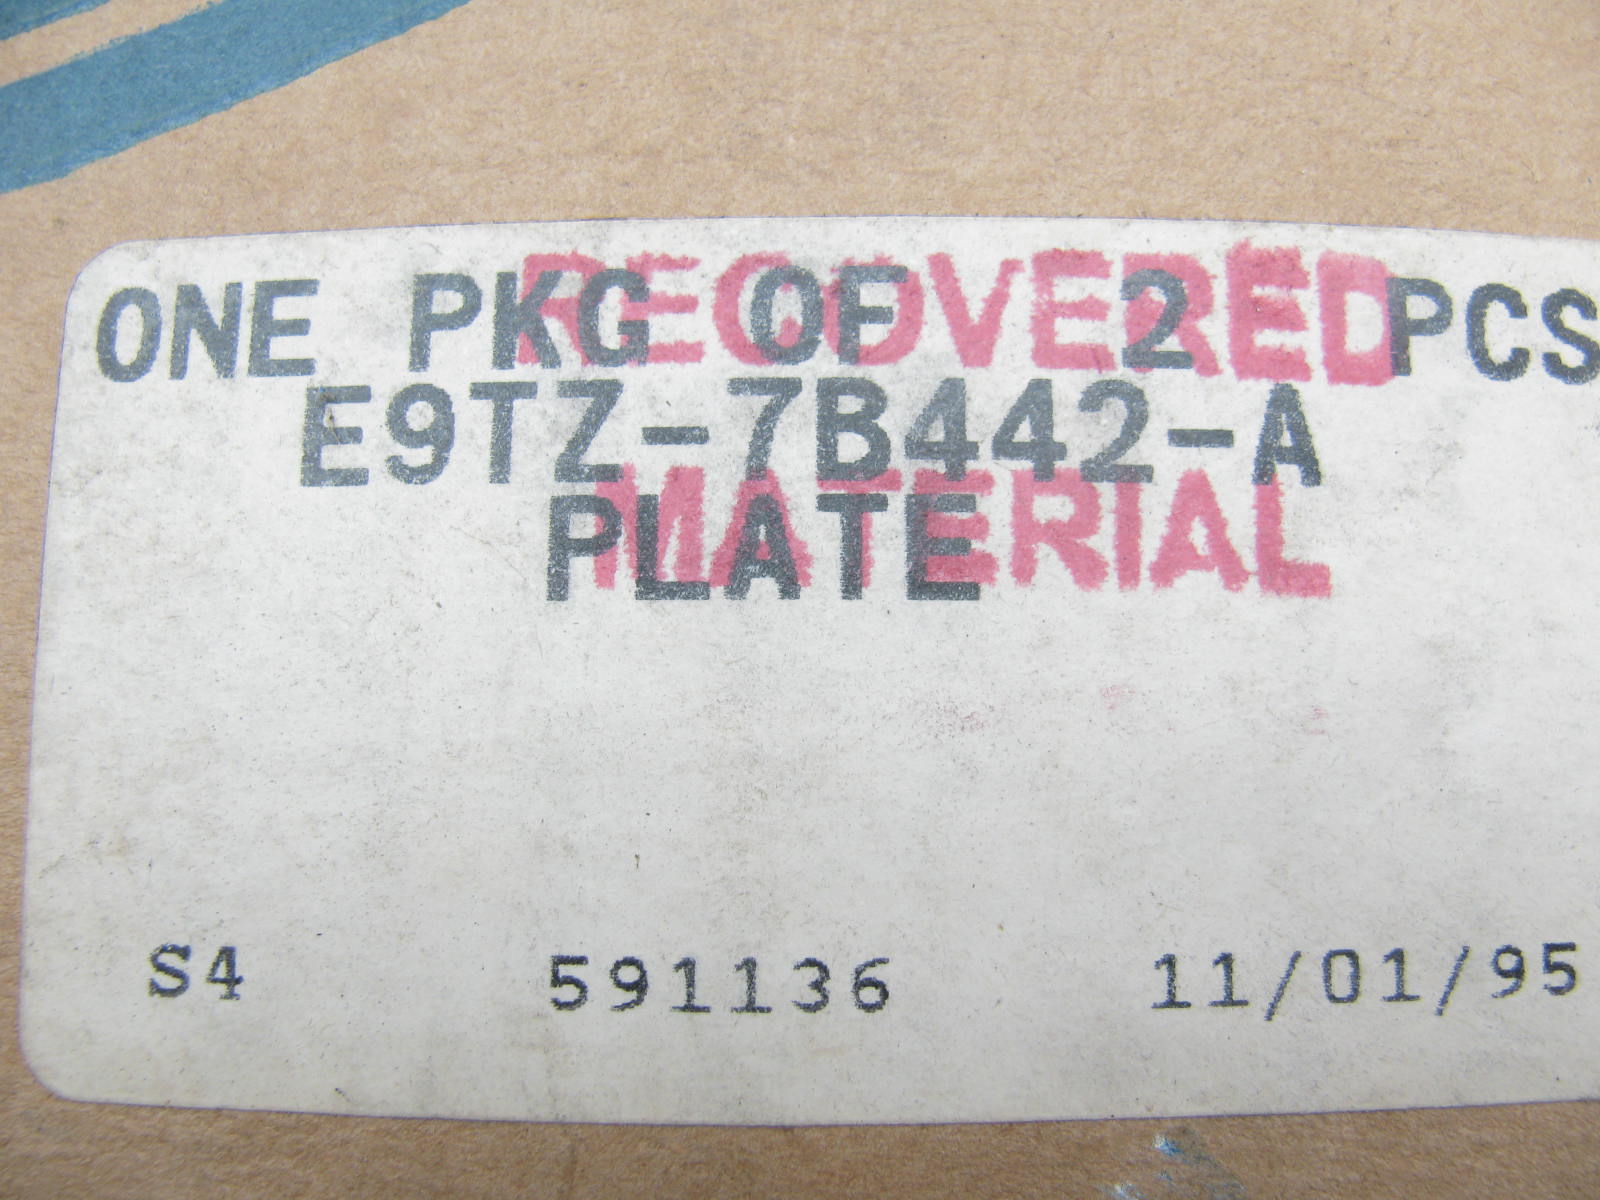 RECOVERED
ONE PKG OF 2 PCS
E9TZ-7B442-A
MATERIAL
PLATE
S4 591136 11/01/95